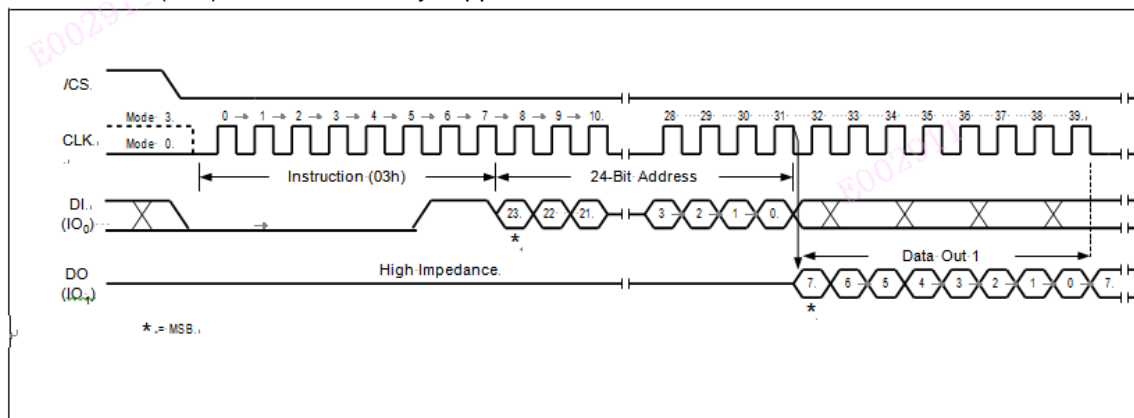 E002911
/CS.
Mode 3. 0 1 2 3 4 5 6 7 8 9 10. 28 29 30 31 32 33 34 35 36 37 38 39.
CLK.
Mode 0.
E002911
Instruction (03h) 24-Bit Address
DI.
(IO0)
23. 22 21. 3 2 1 0.
Data Out 1
DO
(IO1)
High Impedance.
7. 6 5 4 3 2 1 0 7.
* *
* = MSB.